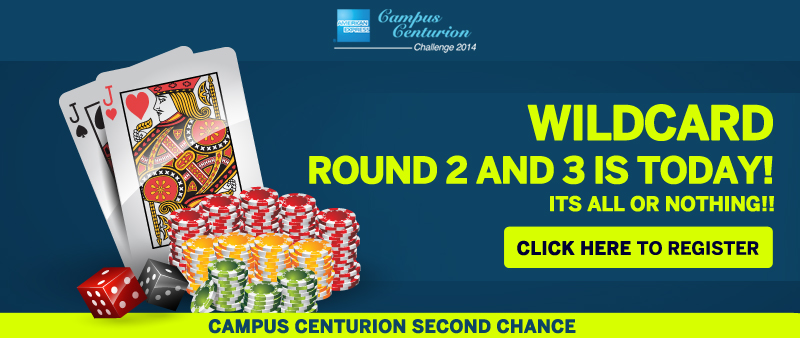 AMERICAN
EXPRESS
Campus
Centurion
Challenge 2014
J
J
WILDCARD
ROUND 2 AND 3 IS TODAY!
ITS ALL OR NOTHING!!
CLICK HERE TO REGISTER
CAMPUS CENTURION SECOND CHANCE